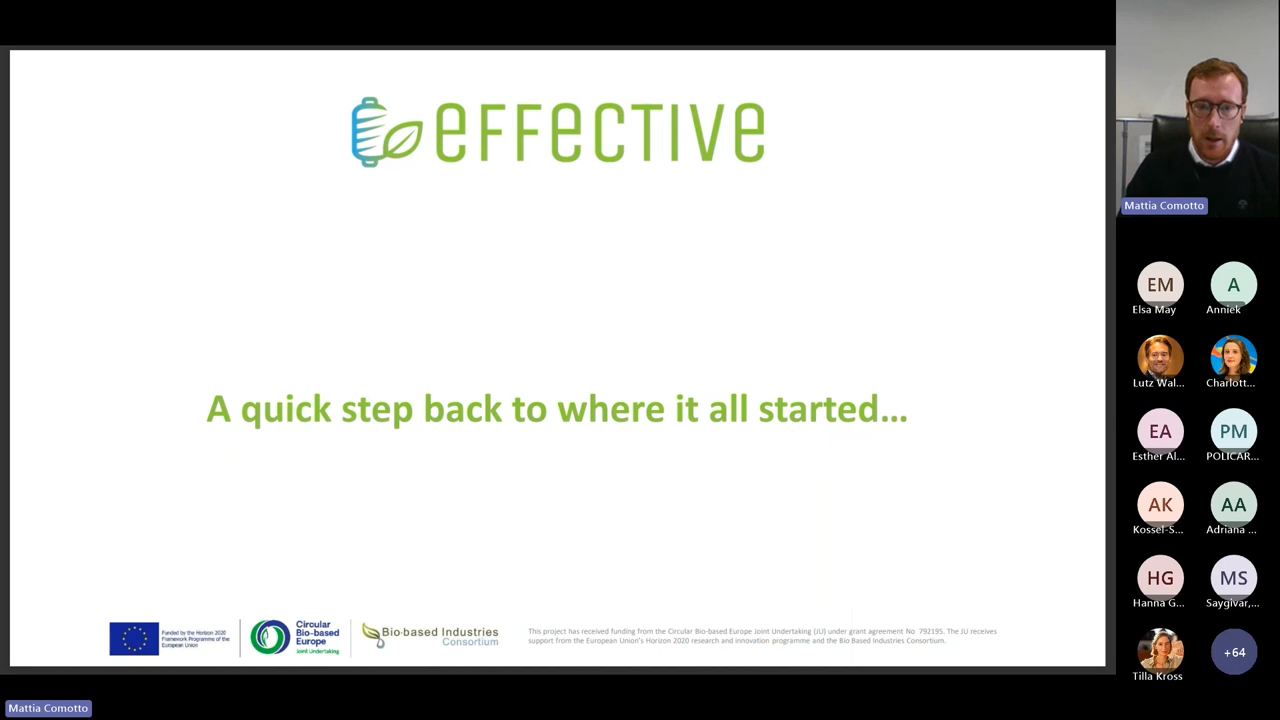 effective
A quick step back to where it all started...
Funded by the Horizon 2020
Framework Programme of the
European Union
Circular
Bio-based
Europe
Joint Undertaking
Bio-based Industries
Consortium
This project has received funding from the Circular Bio-based Europe Joint Undertaking (JU) under grant agreement No 792195. The JU receives
support from the European Union's Horizon 2020 research and innovation programme and the Bio Based Industries Consortium.
Mattia Comotto
EM
A
Elsa May
Anniek
Lutz Wal...
Charlott...
EA
PM
Esther Al...
POLICAR...
AK
AA
Kossel-S...
Adriana ...
HG
MS
Hanna G...
Saygivar,...
Tilla Kross
+64
Mattia Comotto